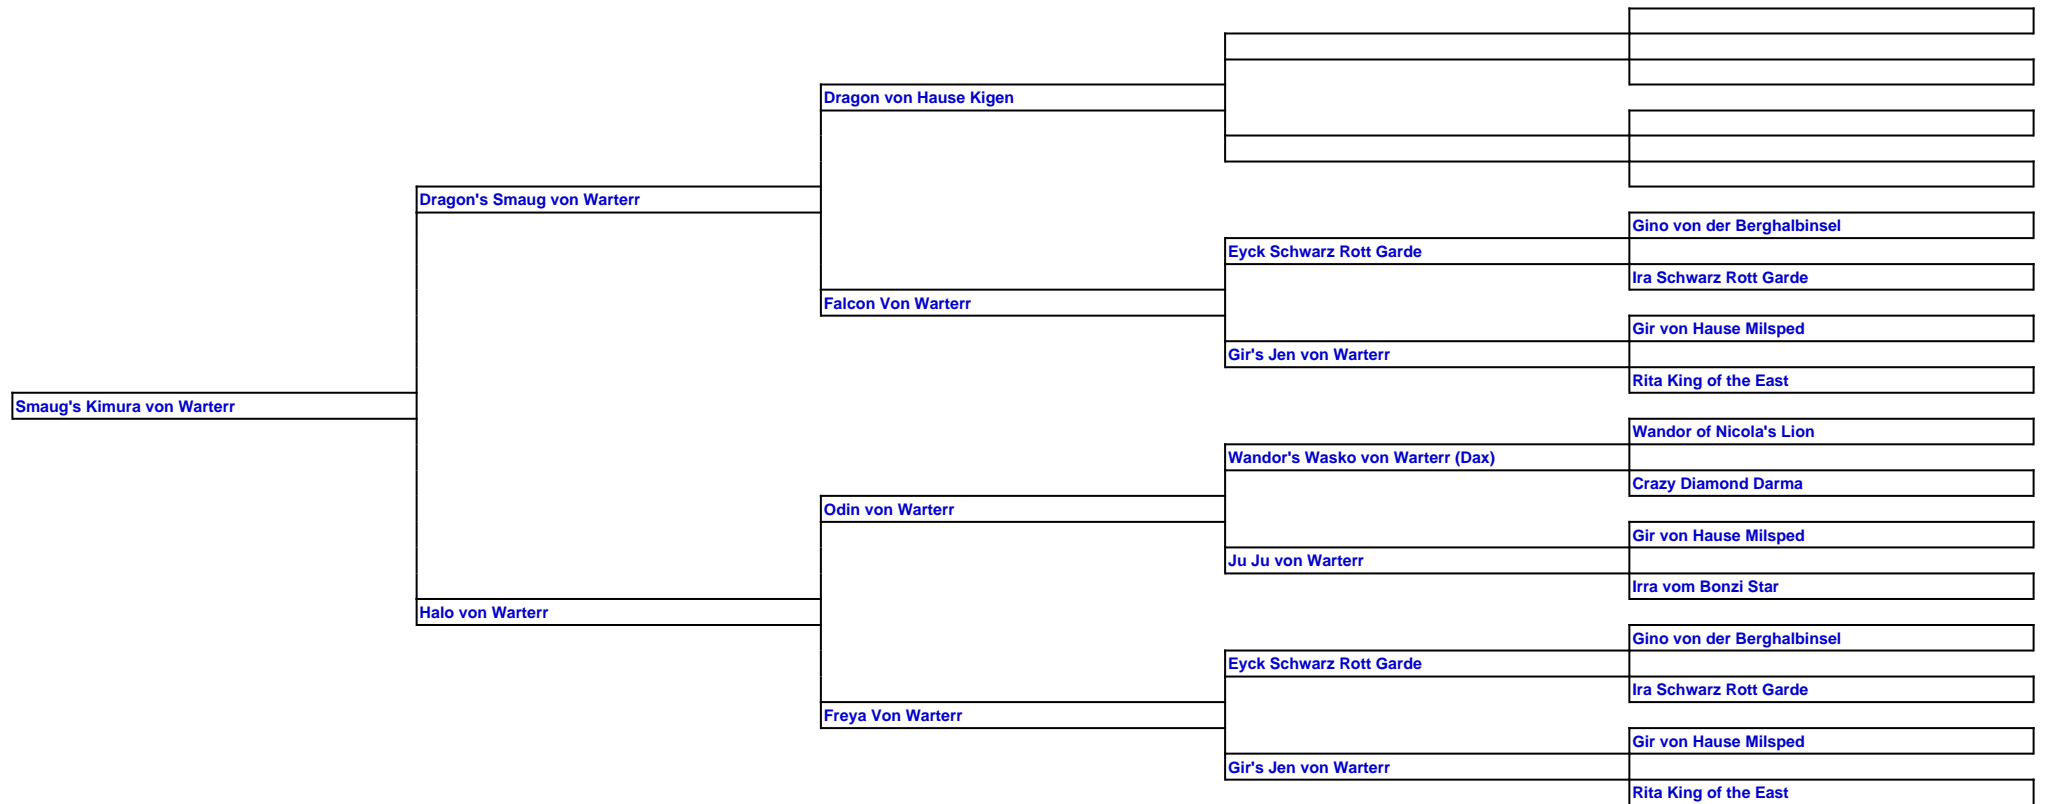 Dragon von Hause Kigen
Dragon's Smaug von Warterr
Gino von der Berghalbinsel
Eyck Schwarz Rott Garde
Ira Schwarz Rott Garde
Falcon Von Warterr
Gir von Hause Milsped
Gir's Jen von Warterr
Rita King of the East
Smaug's Kimura von Warterr
Wandor of Nicola's Lion
Wandor's Wasko von Warterr (Dax)
Crazy Diamond Darma
Odin von Warterr
Gir von Hause Milsped
Ju Ju von Warterr
Irra vom Bonzi Star
Halo von Warterr
Gino von der Berghalbinsel
Eyck Schwarz Rott Garde
Ira Schwarz Rott Garde
Freya Von Warterr
Gir von Hause Milsped
Gir's Jen von Warterr
Rita King of the East